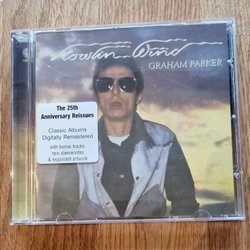 Howlin Wind
GRAHAM PARKER
The 25th
Anniversary Reissues
Classic Albums
Digitally Remastered
with bonus tracks,
new sleevenotes
& expanded artwork